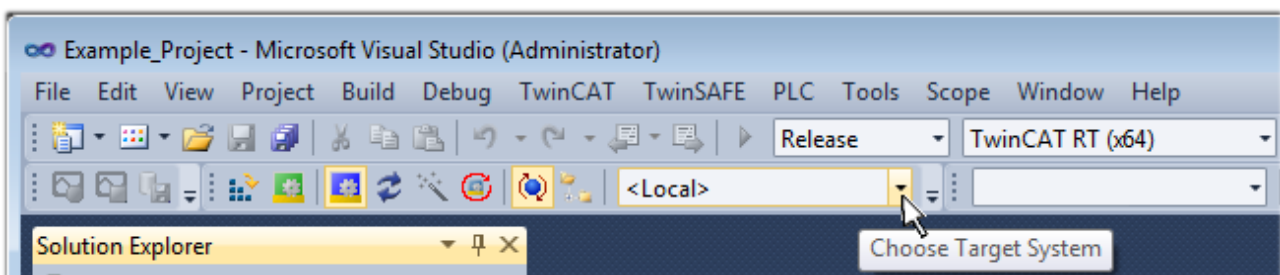 Example_Project - Microsoft Visual Studio (Administrator)
File Edit View Project Build Debug TwinCAT TwinSAFE PLC Tools Scope Window Help
Release TwinCAT RT (x64)
<Local>
Solution Explorer
Choose Target System